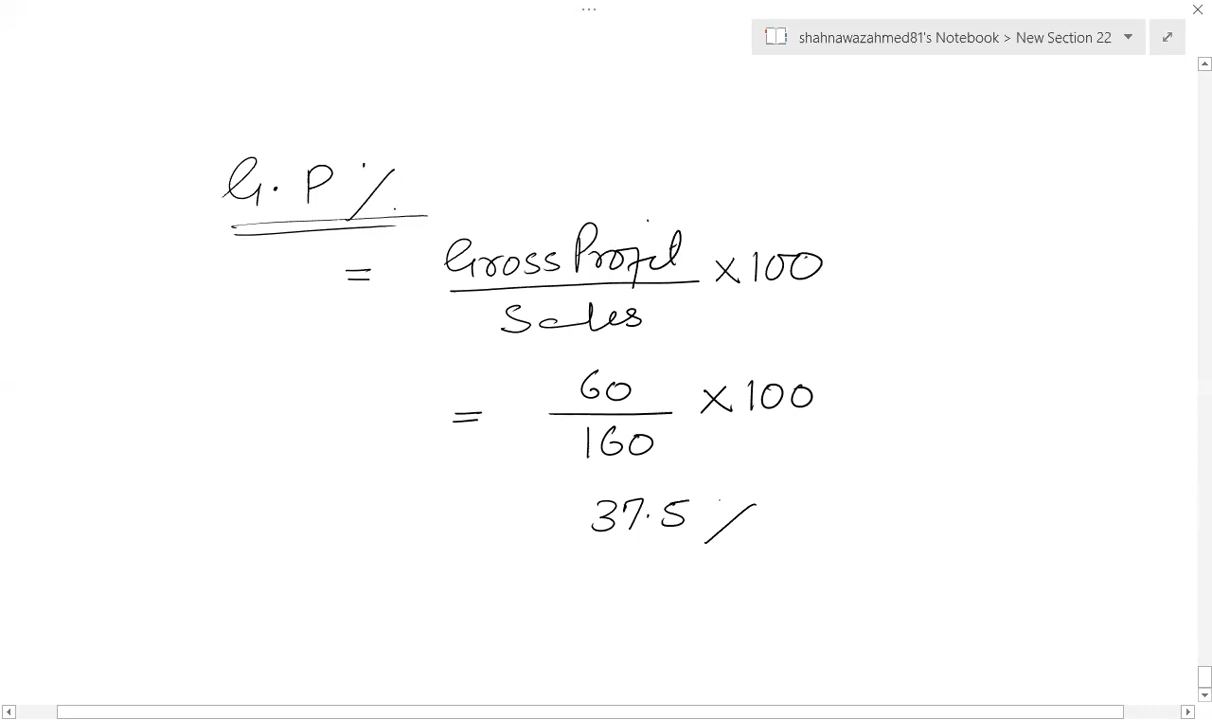 ...
shahnawazahmed81's Notebook > New Section 22
G. P %
= Gross Profit / Sales × 100
= 60 / 160 × 100
37.5 %